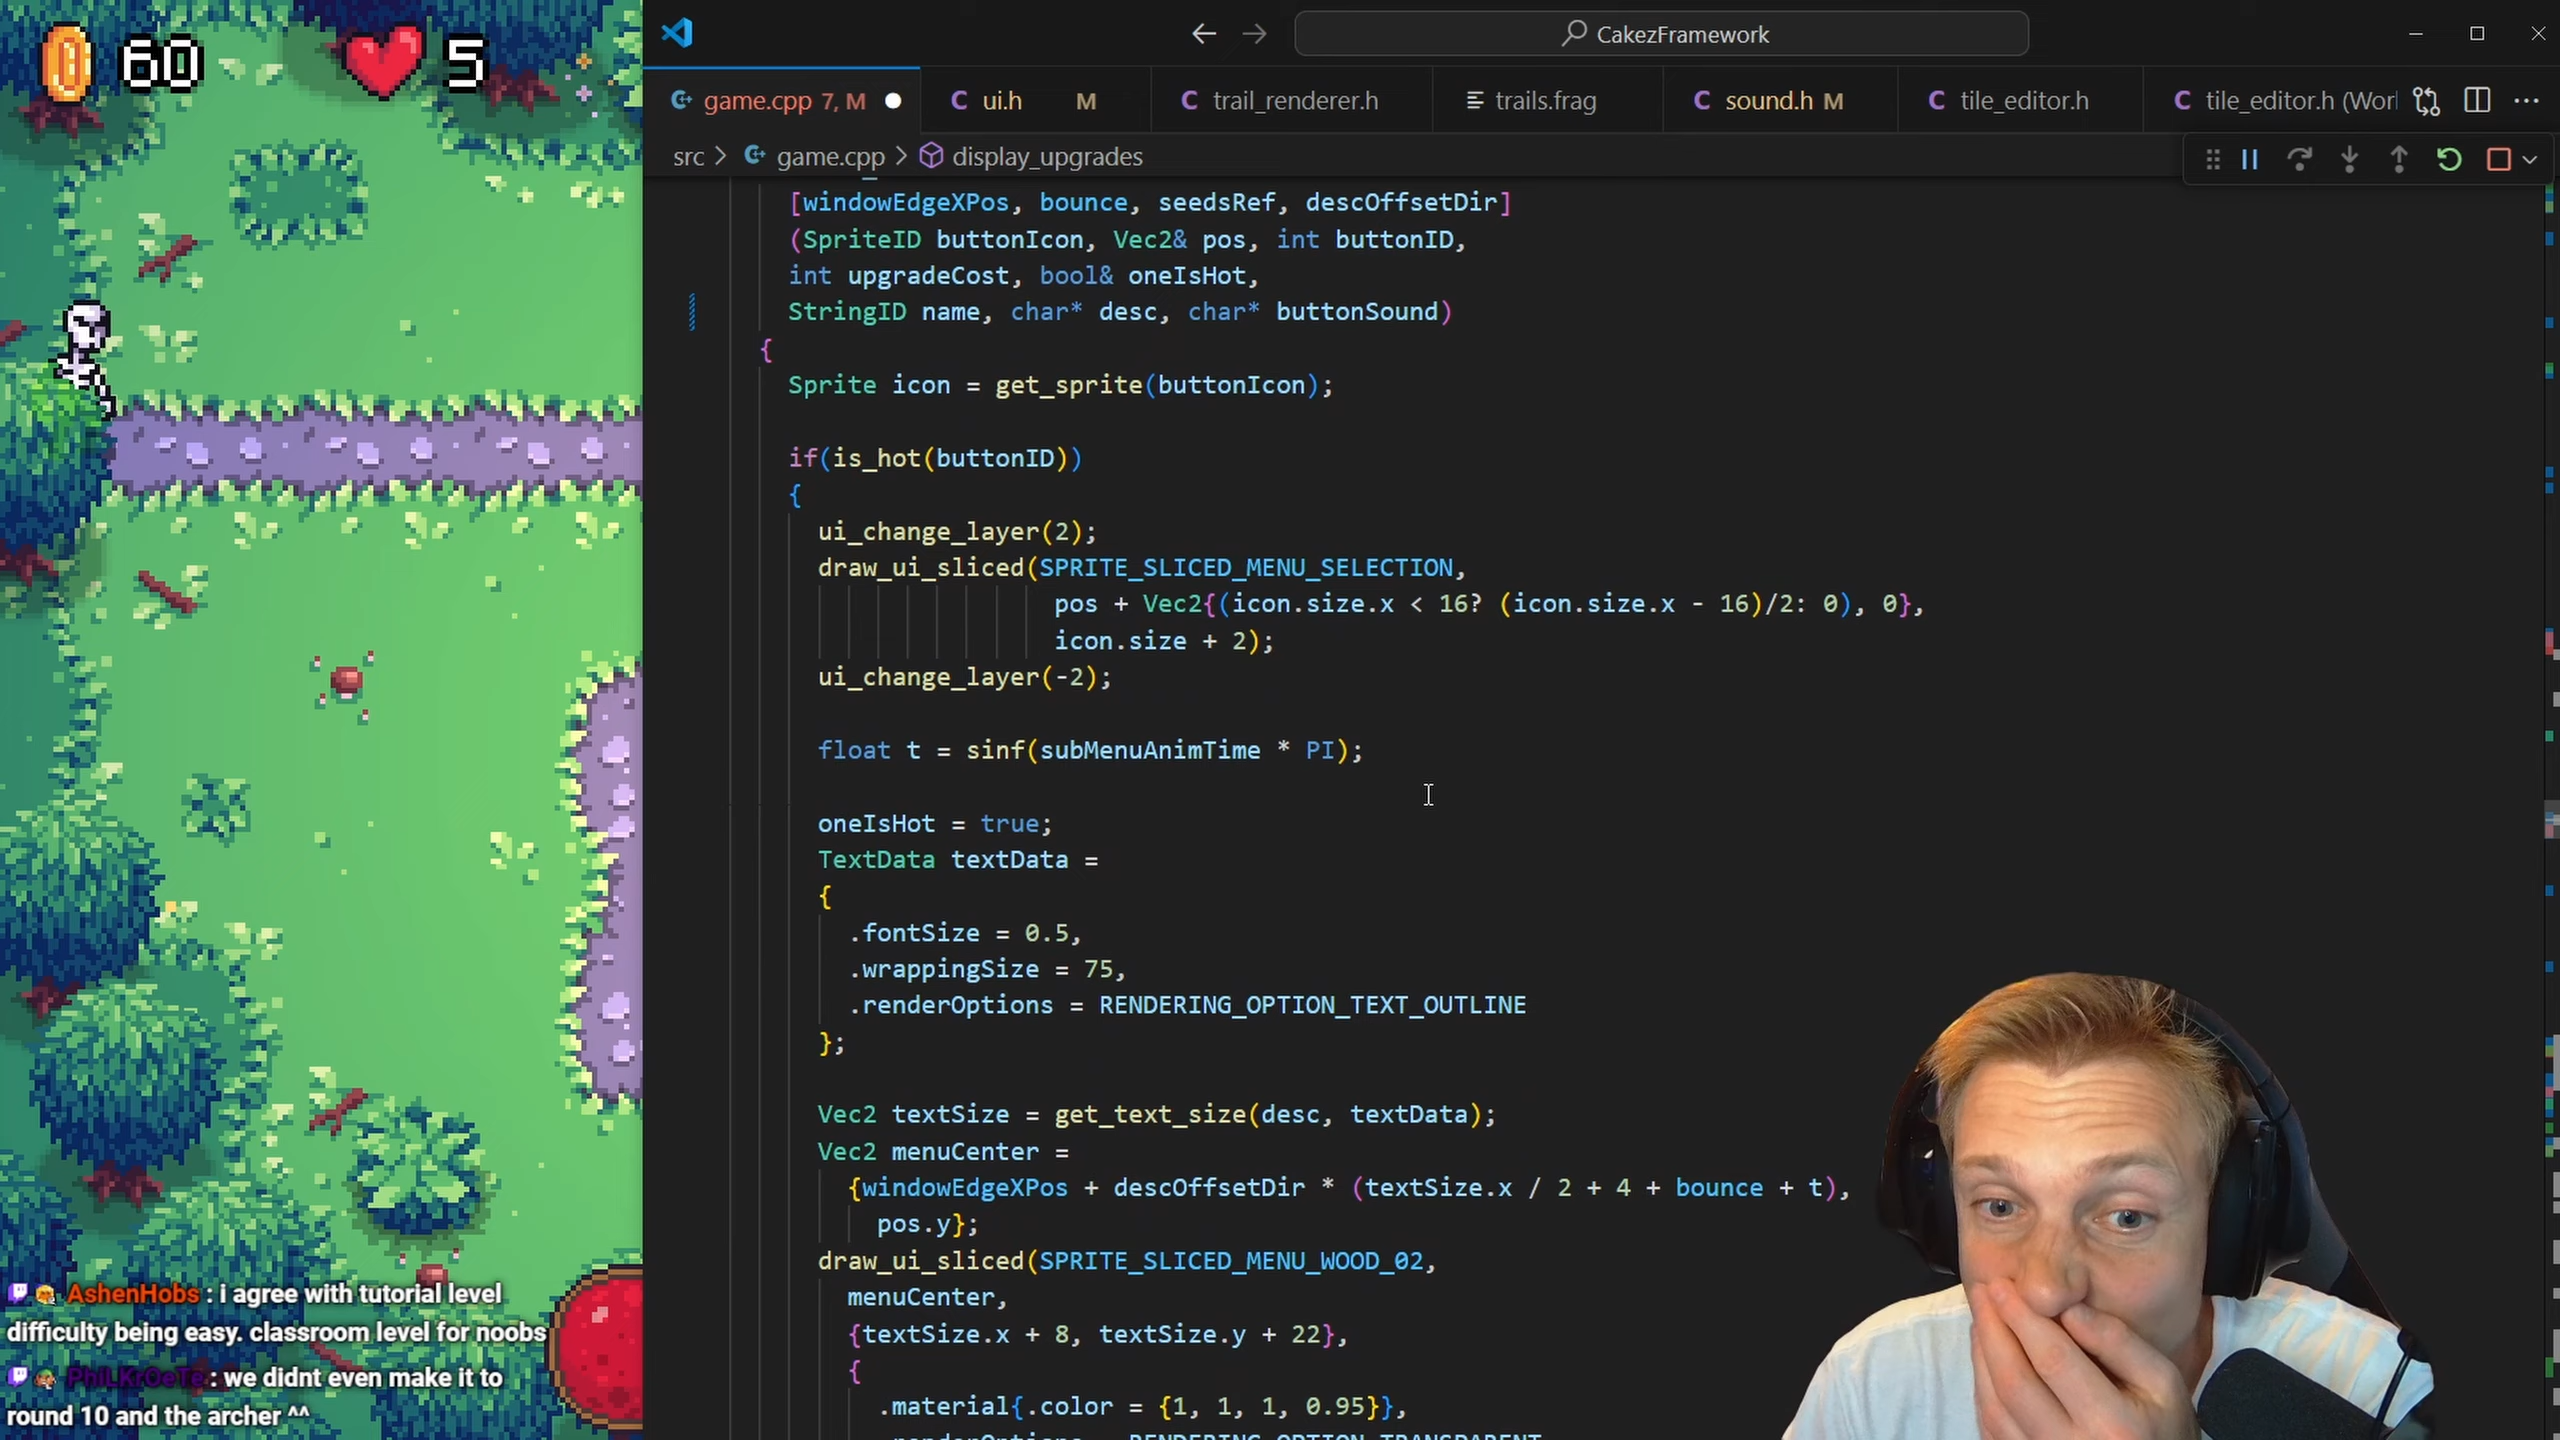 60
5
CakezFramework
game.cpp 7, M
ui.h M
trail_renderer.h
trails.frag
sound.h M
tile_editor.h
tile_editor.h (Worl
src > game.cpp > display_upgrades
[windowEdgeXPos, bounce, seedsRef, descOffsetDir]
(SpriteID buttonIcon, Vec2& pos, int buttonID,
int upgradeCost, bool& oneIsHot,
StringID name, char* desc, char* buttonSound)
{
Sprite icon = get_sprite(buttonIcon);
if(is_hot(buttonID))
{
ui_change_layer(2);
draw_ui_sliced(SPRITE_SLICED_MENU_SELECTION,
pos + Vec2{(icon.size.x < 16? (icon.size.x - 16)/2: 0), 0},
icon.size + 2);
ui_change_layer(-2);
float t = sinf(subMenuAnimTime * PI);
oneIsHot = true;
TextData textData =
{
.fontSize = 0.5,
.wrappingSize = 75,
.renderOptions = RENDERING_OPTION_TEXT_OUTLINE
};
Vec2 textSize = get_text_size(desc, textData);
Vec2 menuCenter =
{windowEdgeXPos + descOffsetDir * (textSize.x / 2 + 4 + bounce + t),
pos.y};
draw_ui_sliced(SPRITE_SLICED_MENU_WOOD_02,
menuCenter,
{textSize.x + 8, textSize.y + 22},
{
.material{.color = {1, 1, 1, 0.95}},
.renderOptions = RENDERING_OPTION_TRANSPARENT
AshenHobs : i agree with tutorial level
difficulty being easy. classroom level for noobs
PhilKrOeTe : we didnt even make it to
round 10 and the archer ^^